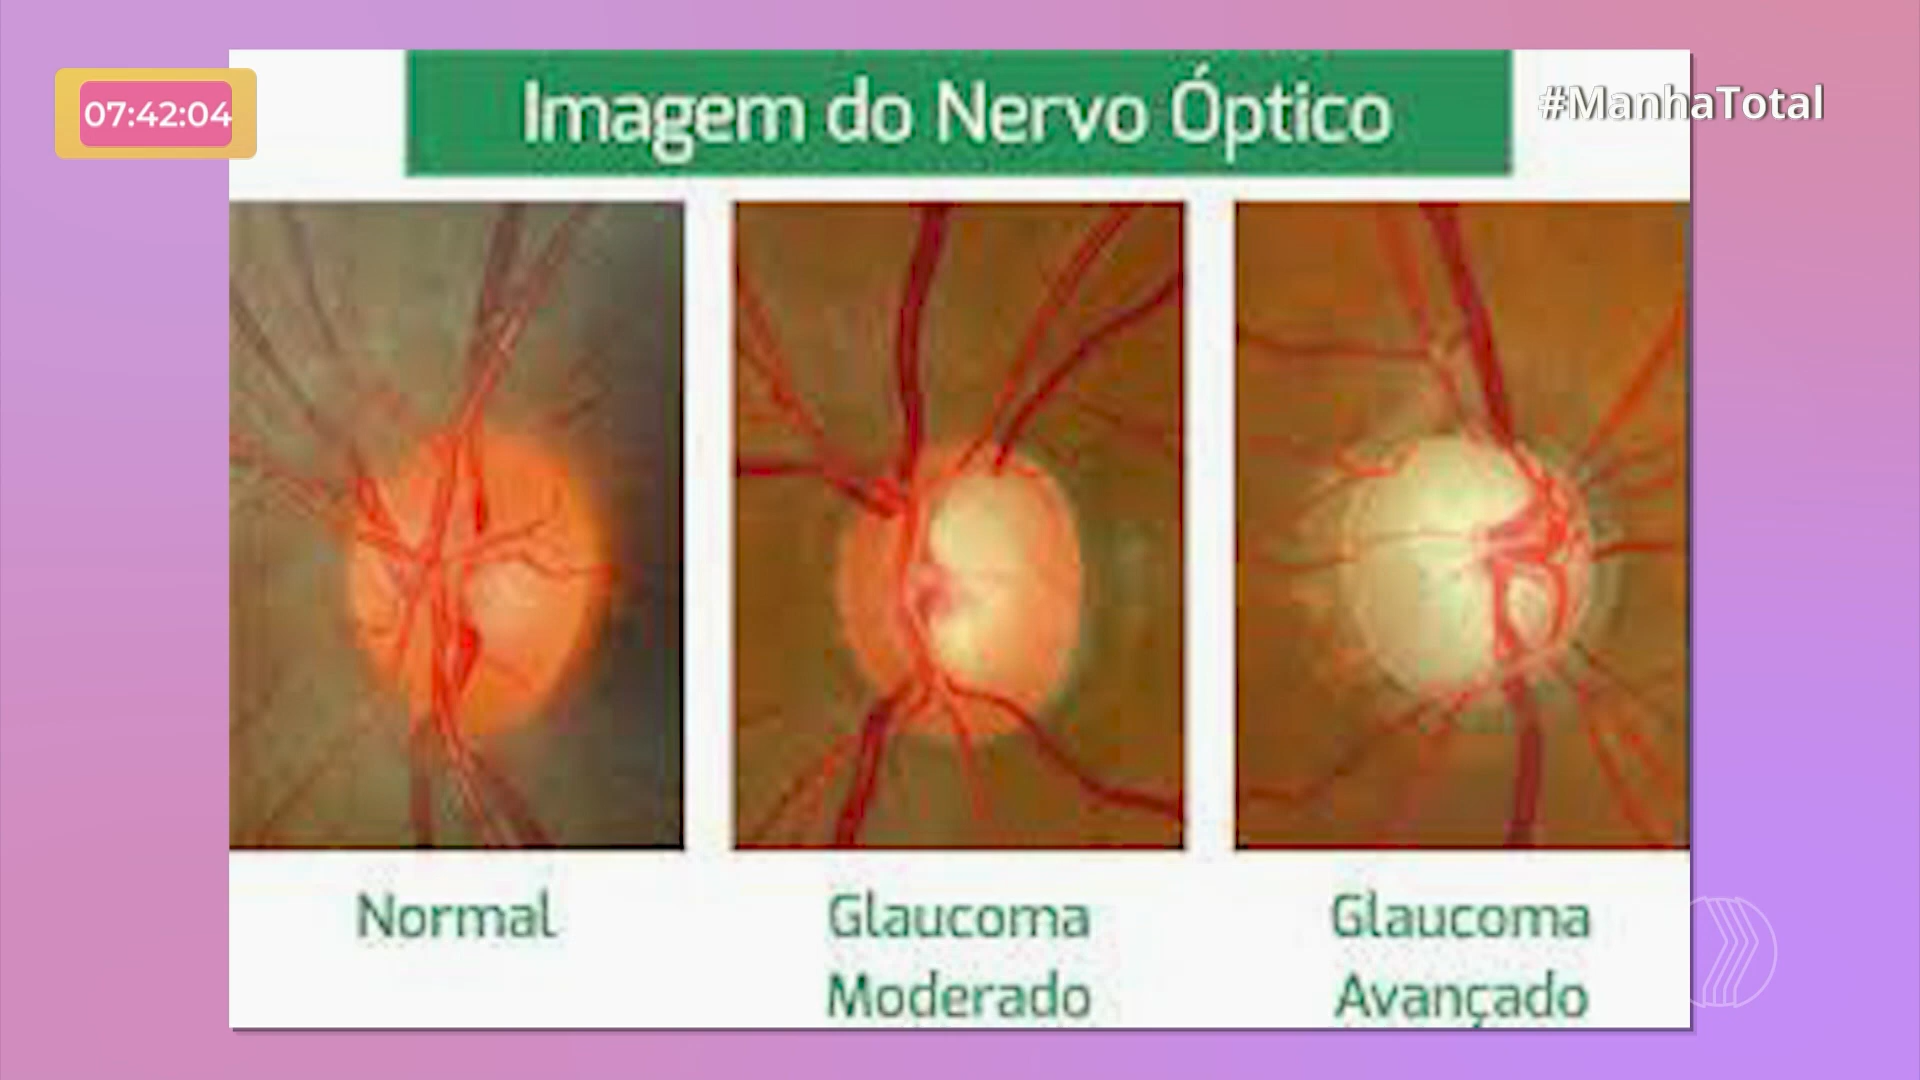 07:42:04
#ManhaTotal
Imagem do Nervo Óptico
Normal
Glaucoma
Moderado
Glaucoma
Avançado